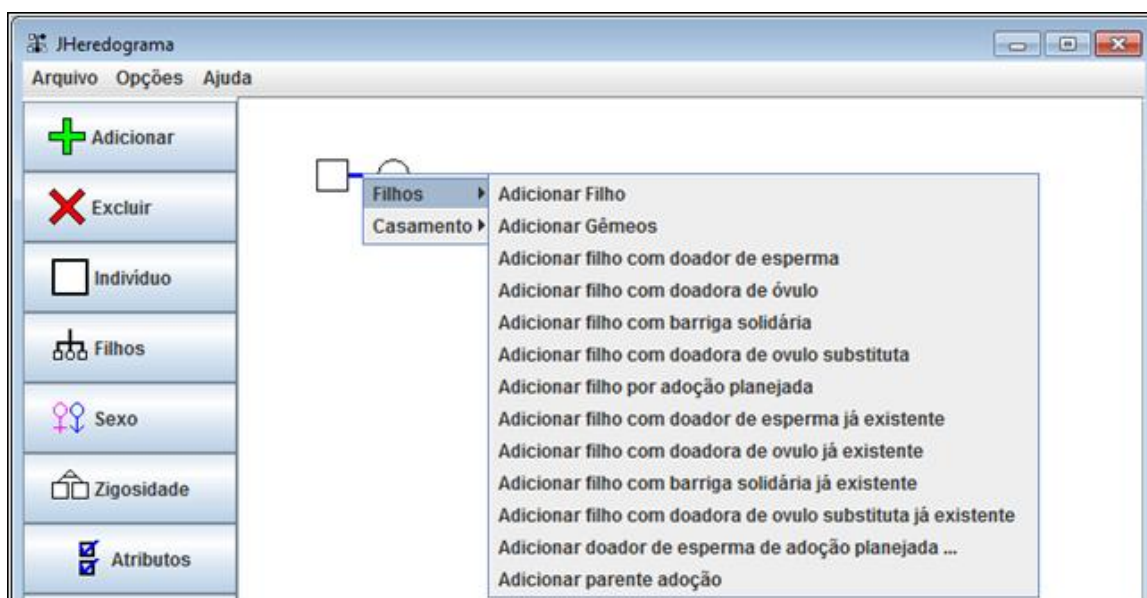 JHeredograma
Arquivo Opções Ajuda
Adicionar
Excluir
Indivíduo
Filhos
Sexo
Zigosidade
Atributos
Filhos
Casamento
Adicionar Filho
Adicionar Gêmeos
Adicionar filho com doador de esperma
Adicionar filho com doadora de óvulo
Adicionar filho com barriga solidária
Adicionar filho com doadora de ovulo substituta
Adicionar filho por adoção planejada
Adicionar filho com doador de esperma já existente
Adicionar filho com doadora de ovulo já existente
Adicionar filho com barriga solidária já existente
Adicionar filho com doadora de ovulo substituta já existente
Adicionar doador de esperma de adoção planejada ...
Adicionar parente adoção